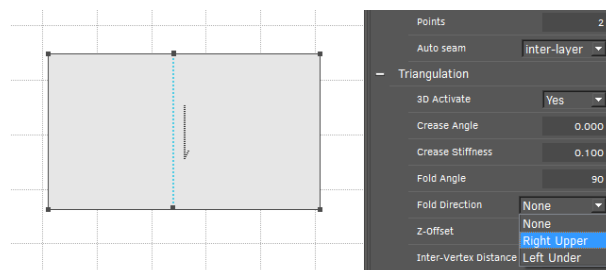 Points 2
Auto seam inter-layer
– Triangulation
3D Activate Yes
Crease Angle 0.000
Crease Stiffness 0.100
Fold Angle 90
Fold Direction None
None
Z-Offset
Right Upper
Inter-Vertex Distance Left Under